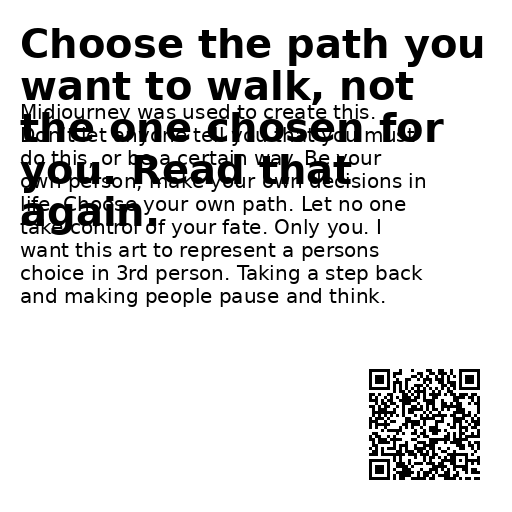 Choose the path you
want to walk, not
the one chosen for
you. Read that
again.
Midjourney was used to create this.
Don't let anyone tell you that you must
do this, or be a certain way. Be your
own person, make your own decisions in
life. Choose your own path. Let no one
take control of your fate. Only you. I
want this art to represent a persons
choice in 3rd person. Taking a step back
and making people pause and think.